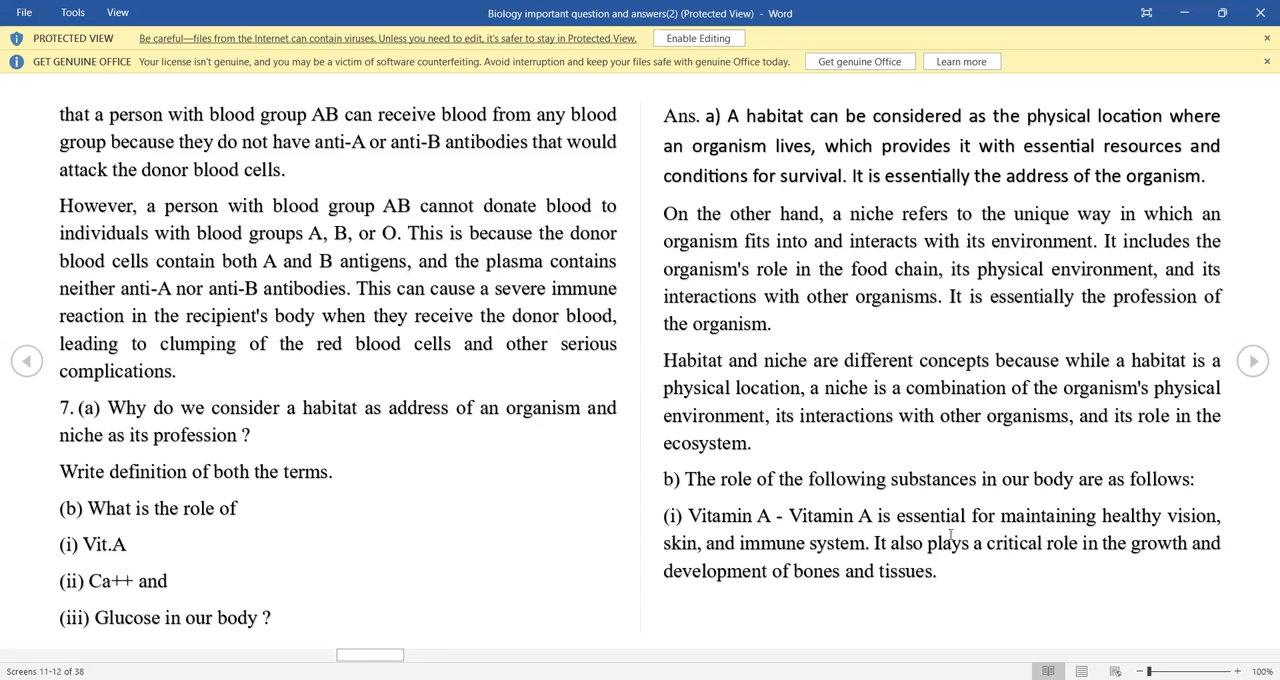 File Tools View Biology important question and answers(2) (Protected View) - Word
PROTECTED VIEW Be careful—files from the Internet can contain viruses. Unless you need to edit, it's safer to stay in Protected View. Enable Editing
GET GENUINE OFFICE Your license isn't genuine, and you may be a victim of software counterfeiting. Avoid interruption and keep your files safe with genuine Office today. Get genuine Office Learn more
that a person with blood group AB can receive blood from any blood
group because they do not have anti-A or anti-B antibodies that would
attack the donor blood cells.
However, a person with blood group AB cannot donate blood to
individuals with blood groups A, B, or O. This is because the donor
blood cells contain both A and B antigens, and the plasma contains
neither anti-A nor anti-B antibodies. This can cause a severe immune
reaction in the recipient's body when they receive the donor blood,
leading to clumping of the red blood cells and other serious
complications.
7. (a) Why do we consider a habitat as address of an organism and
niche as its profession ?
Write definition of both the terms.
(b) What is the role of
(i) Vit.A
(ii) Ca++ and
(iii) Glucose in our body ?
Ans. a) A habitat can be considered as the physical location where
an organism lives, which provides it with essential resources and
conditions for survival. It is essentially the address of the organism.
On the other hand, a niche refers to the unique way in which an
organism fits into and interacts with its environment. It includes the
organism's role in the food chain, its physical environment, and its
interactions with other organisms. It is essentially the profession of
the organism.
Habitat and niche are different concepts because while a habitat is a
physical location, a niche is a combination of the organism's physical
environment, its interactions with other organisms, and its role in the
ecosystem.
b) The role of the following substances in our body are as follows:
(i) Vitamin A - Vitamin A is essential for maintaining healthy vision,
skin, and immune system. It also plays a critical role in the growth and
development of bones and tissues.
Screens 11-12 of 38 100%